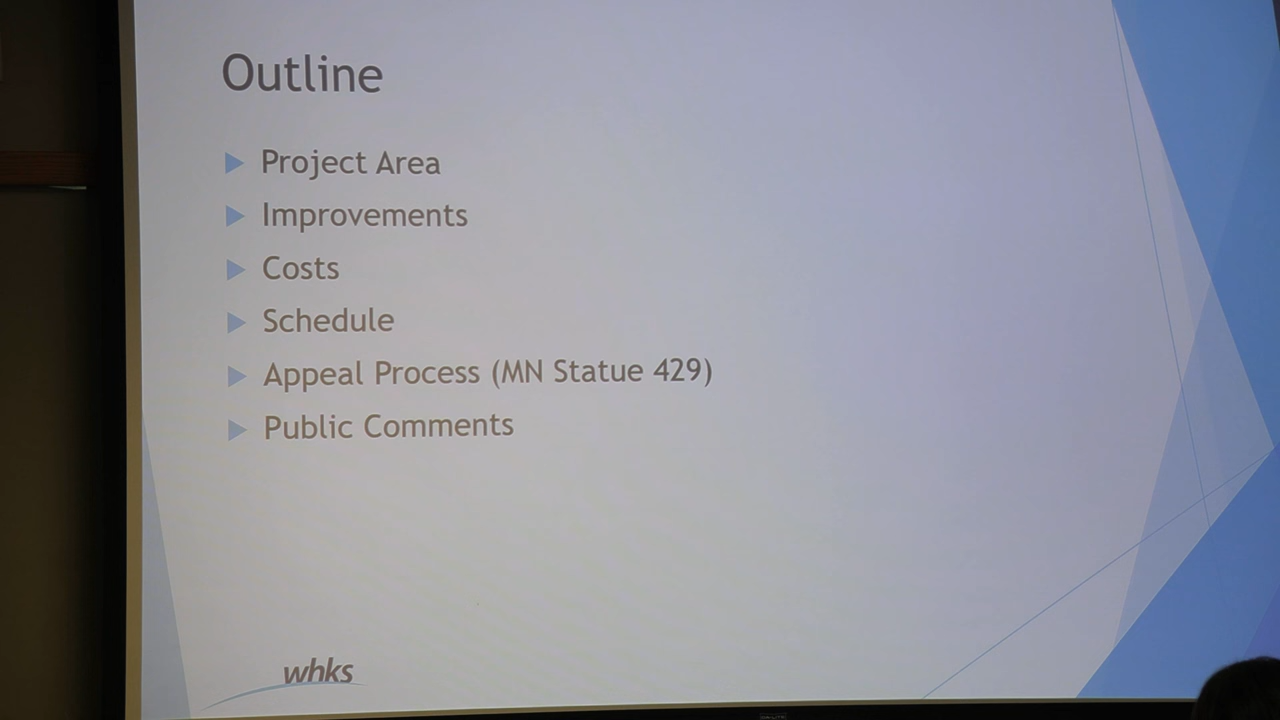 Outline
Project Area
Improvements
Costs
Schedule
Appeal Process (MN Statue 429)
Public Comments
whks